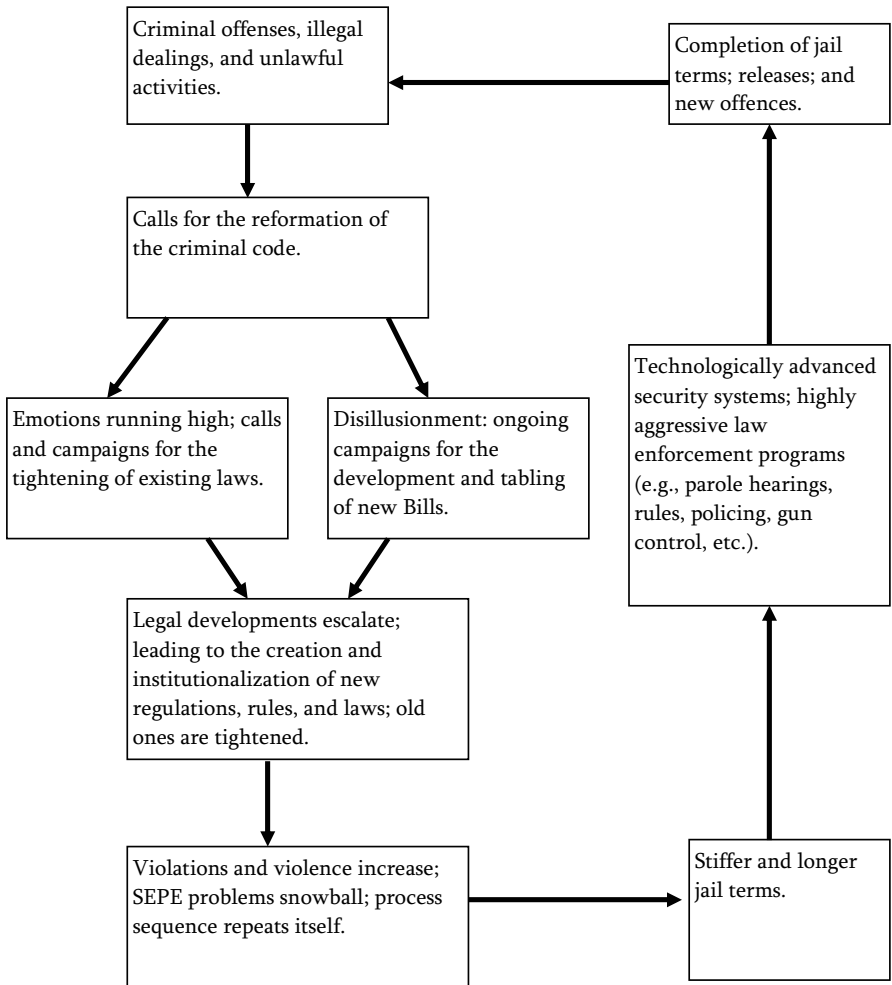 Criminal offenses, illegal
dealings, and unlawful
activities.
Completion of jail
terms; releases; and
new offences.
Calls for the reformation of
the criminal code.
Emotions running high; calls
and campaigns for the
tightening of existing laws.
Disillusionment: ongoing
campaigns for the
development and tabling
of new Bills.
Technologically advanced
security systems; highly
aggressive law
enforcement programs
(e.g., parole hearings,
rules, policing, gun
control, etc.).
Legal developments escalate;
leading to the creation and
institutionalization of new
regulations, rules, and laws; old
ones are tightened.
Violations and violence increase;
SEPE problems snowball; process
sequence repeats itself.
Stiffer and longer
jail terms.